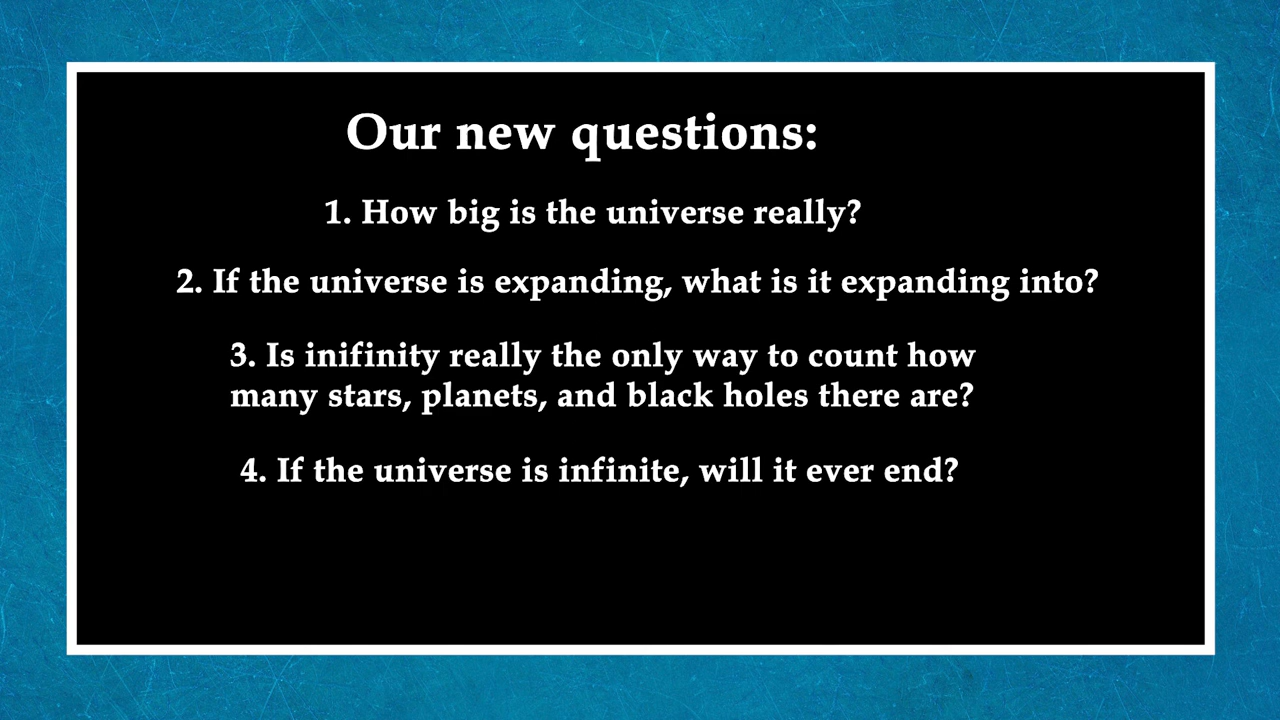 Our new questions:
1. How big is the universe really?
2. If the universe is expanding, what is it expanding into?
3. Is inifinity really the only way to count how
many stars, planets, and black holes there are?
4. If the universe is infinite, will it ever end?